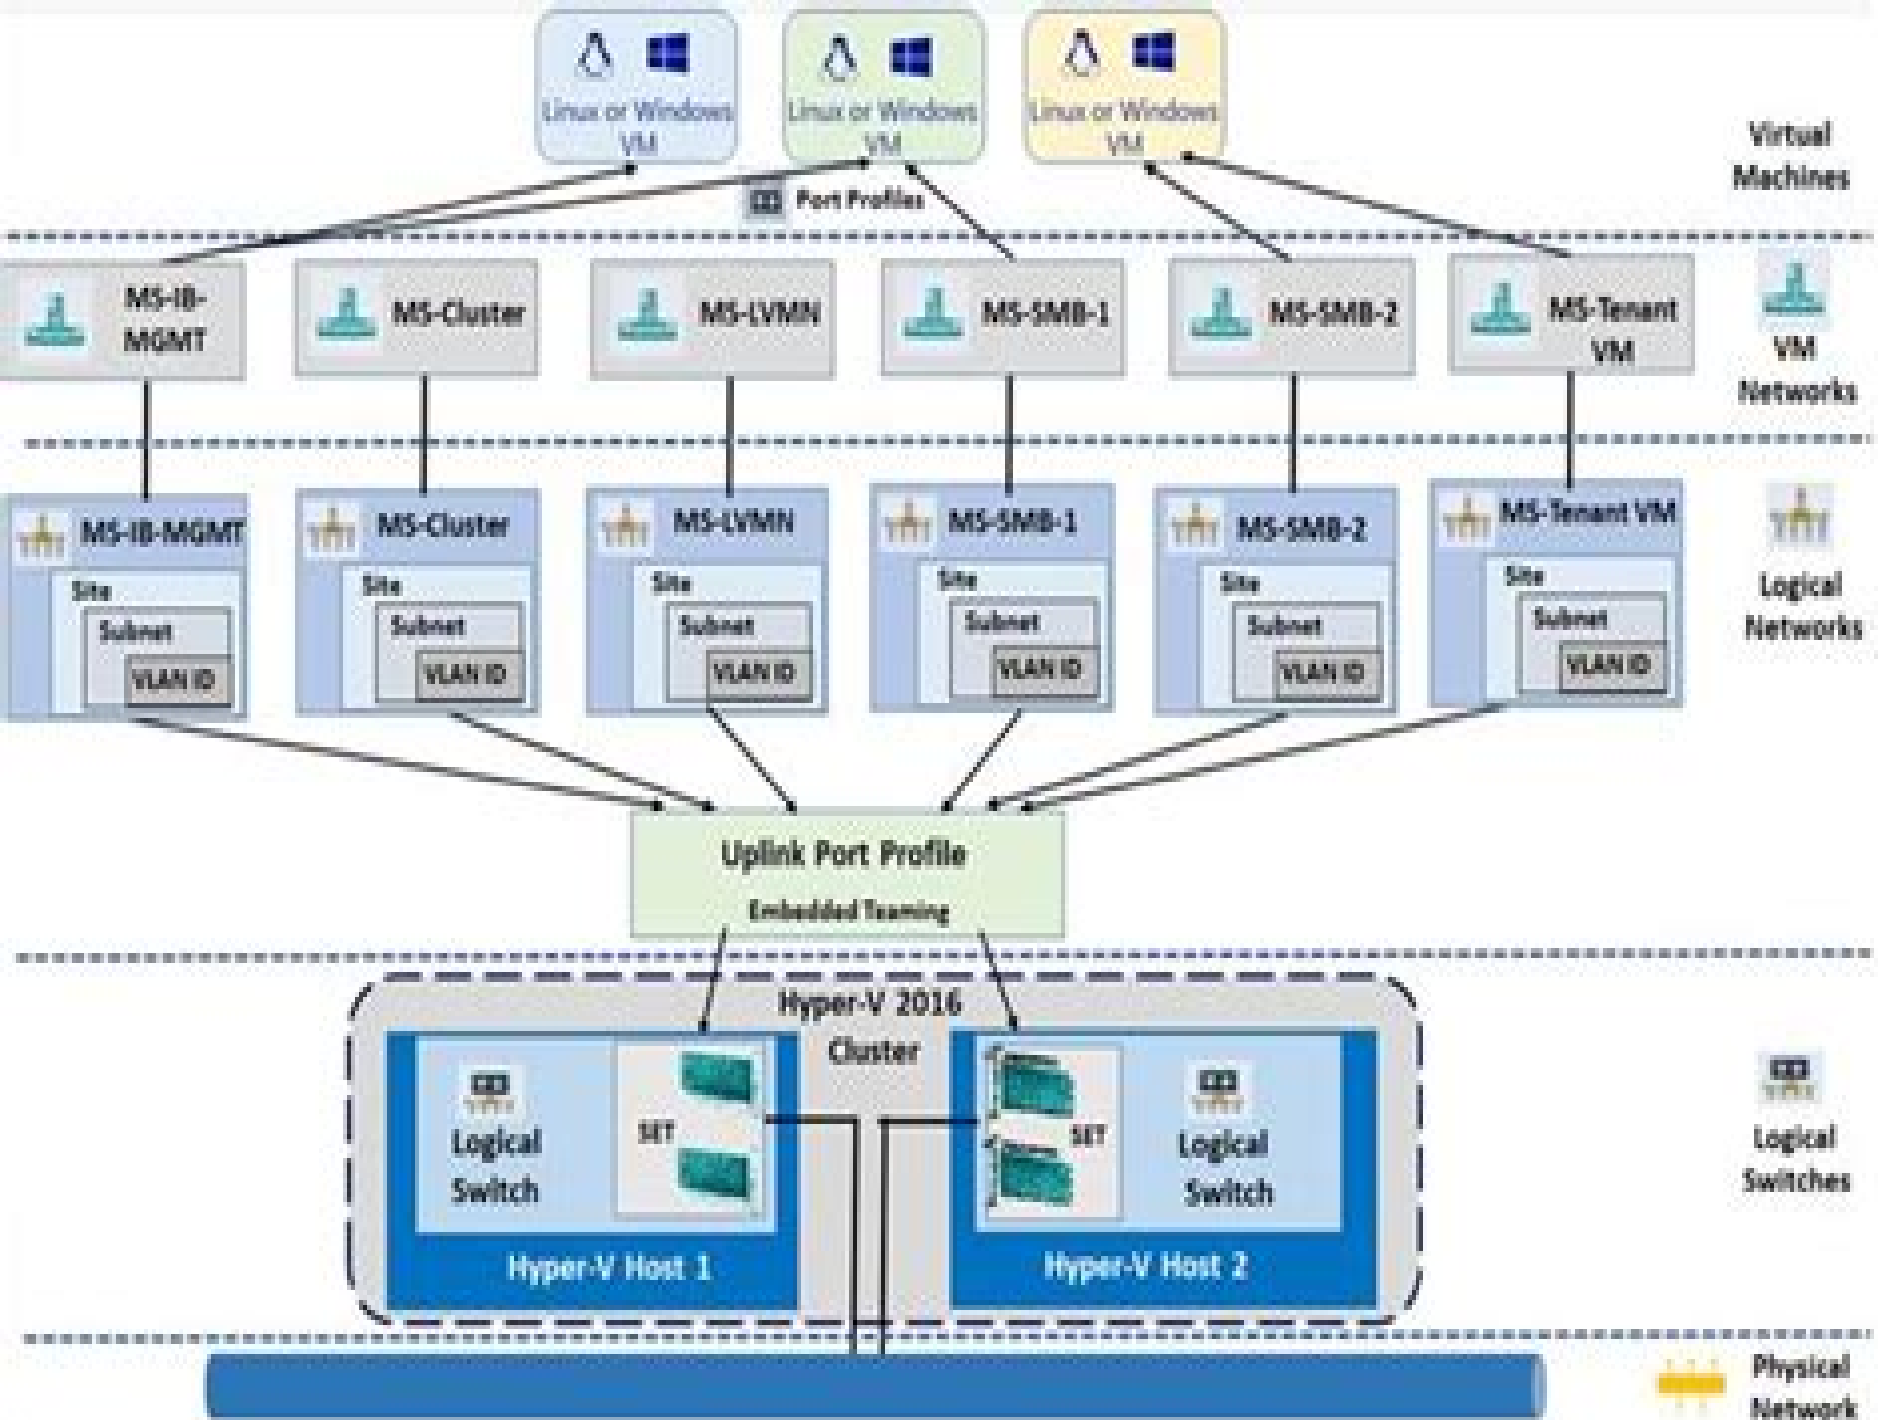 Linux or Windows
VM
Linux or Windows
VM
Linux or Windows
VM
Virtual
Machines
Port Profiles
MS-IB-
MGMT
MS-Cluster
MS-LVMN
MS-SMB-1
MS-SMB-2
MS-Tenant
VM
VM
Networks
MS-IB-MGMT
Site
Subnet
VLAN ID
MS-Cluster
Site
Subnet
VLAN ID
MS-LVMN
Site
Subnet
VLAN ID
MS-SMB-1
Site
Subnet
VLAN ID
MS-SMB-2
Site
Subnet
VLAN ID
MS-Tenant VM
Site
Subnet
VLAN ID
Logical
Networks
Uplink Port Profile
Embedded Teaming
Hyper-V 2016
Cluster
Logical
Switch
SET
Hyper-V Host 1
SET
Logical
Switch
Hyper-V Host 2
Logical
Switches
Physical
Network